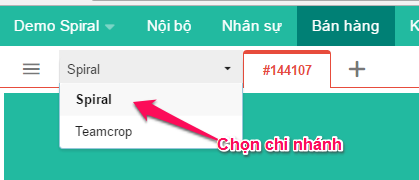 Demo Spiral Nội bộ Nhân sự Bán hàng K
Spiral #144107
Spiral
Teamcrop
Chọn chi nhánh